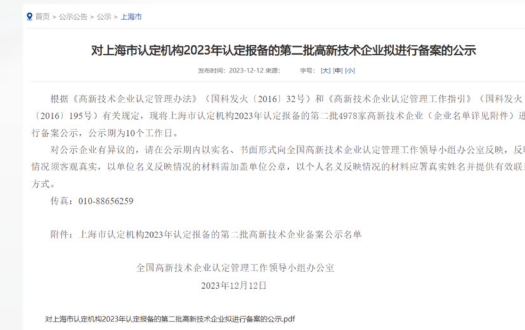 首页 > 公示公告 > 公示 > 上海市
对上海市认定机构2023年认定报备的第二批高新技术企业拟进行备案的公示
发布时间：2023-12-12 来源： 字号： [大] [中] [小]
根据《高新技术企业认定管理办法》（国科发火〔2016〕32号）和《高新技术企业认定管理工作指引》（国科发火
〔2016〕195号）有关规定，现将上海市认定机构2023年认定报备的第二批4978家高新技术企业（企业名单详见附件）进
行备案公示，公示期为10个工作日。
对公示企业有异议的，请在公示期内以实名、书面形式向全国高新技术企业认定管理工作领导小组办公室反映，反映
情况须客观真实，以单位名义反映情况的材料需加盖单位公章，以个人名义反映情况的材料应署真实姓名并提供有效联
方式。
传真：010-88656259
附件：上海市认定机构2023年认定报备的第二批高新技术企业备案公示名单
全国高新技术企业认定管理工作领导小组办公室
2023年12月12日
对上海市认定机构2023年认定报备的第二批高新技术企业拟进行备案的公示.pdf